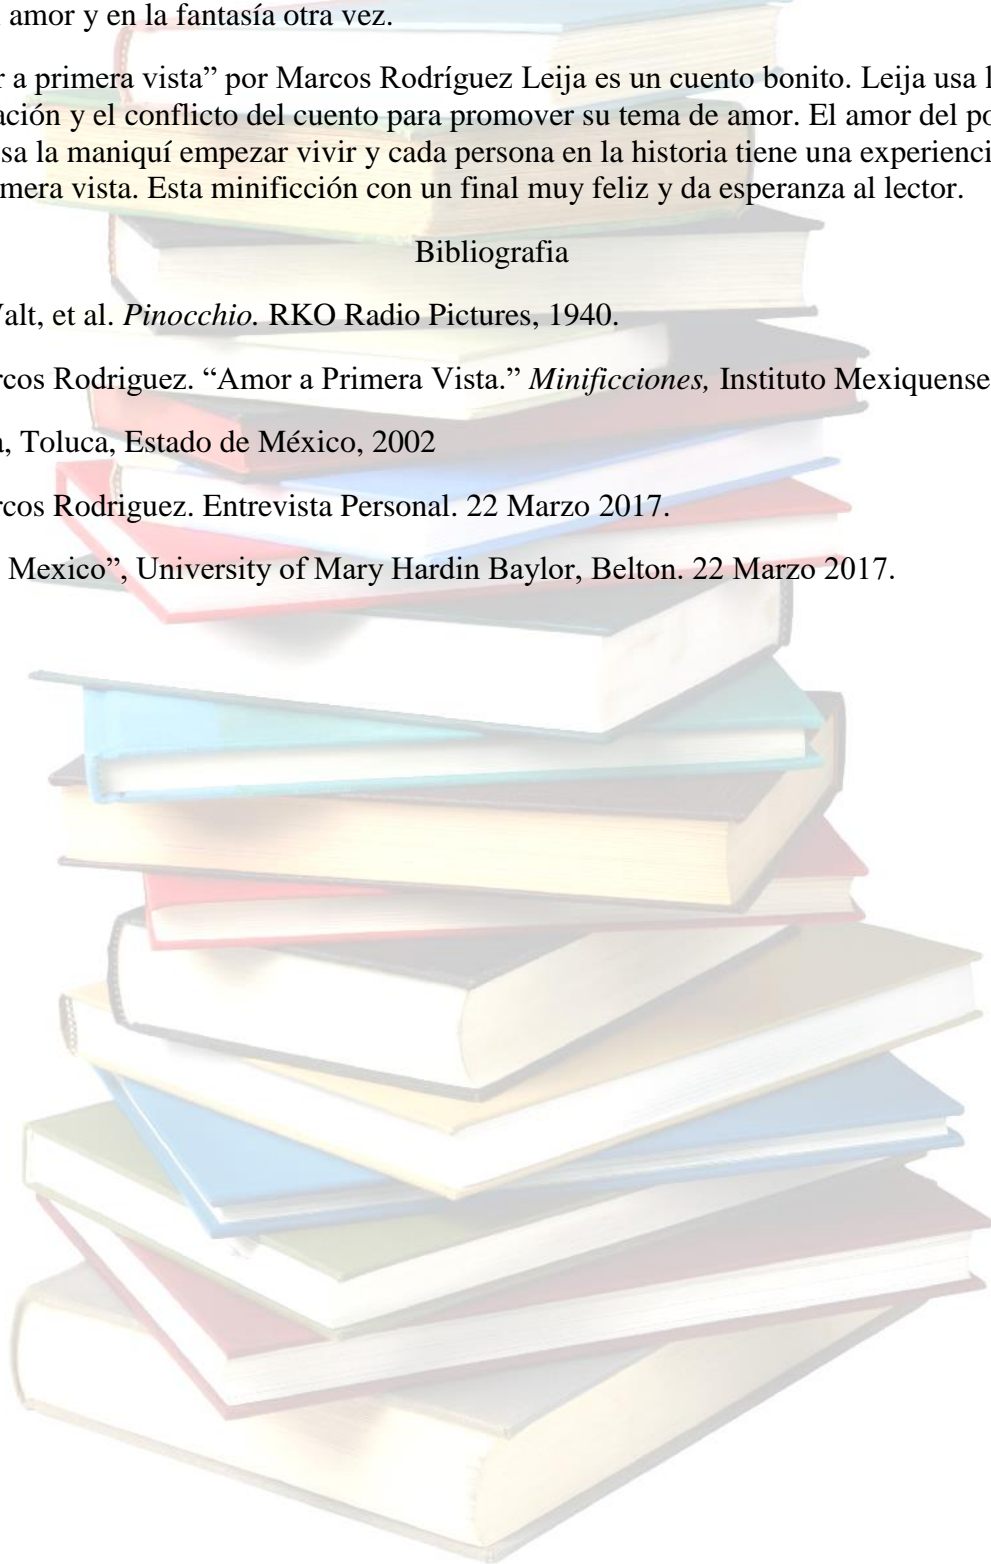 amor y en la fantasía otra vez.
a primera vista” por Marcos Rodríguez Leija es un cuento bonito. Leija usa
ación y el conflicto del cuento para promover su tema de amor. El amor del
sa la maniquí empezar vivir y cada persona en la historia tiene una experienci
mera vista. Esta minificción con un final muy feliz y da esperanza al lector.
Bibliografia
alt, et al. Pinocchio. RKO Radio Pictures, 1940.
rcos Rodriguez. “Amor a Primera Vista.” Minificciones, Instituto Mexiquense
a, Toluca, Estado de México, 2002
rcos Rodriguez. Entrevista Personal. 22 Marzo 2017.
Mexico”, University of Mary Hardin Baylor, Belton. 22 Marzo 2017.